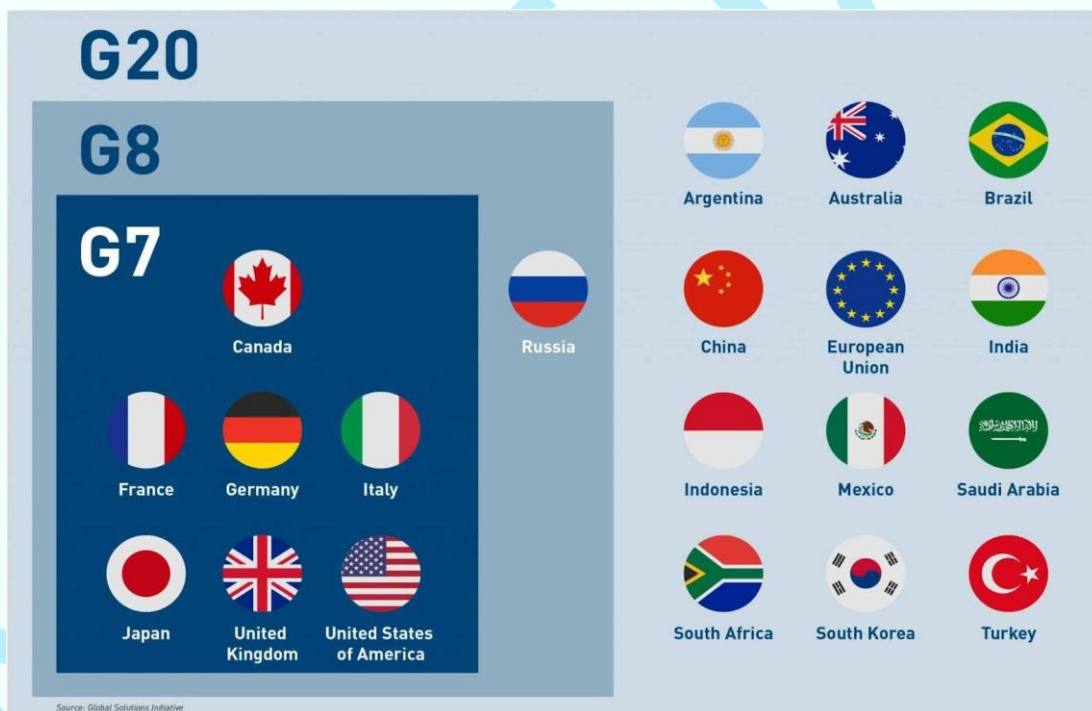 G20
G8
G7
Canada
France
Germany
Italy
Japan
United
Kingdom
United States
of America
Russia
Argentina
Australia
Brazil
China
European
Union
India
Indonesia
Mexico
Saudi Arabia
South Africa
South Korea
Turkey
Source: Global Solutions Initiative